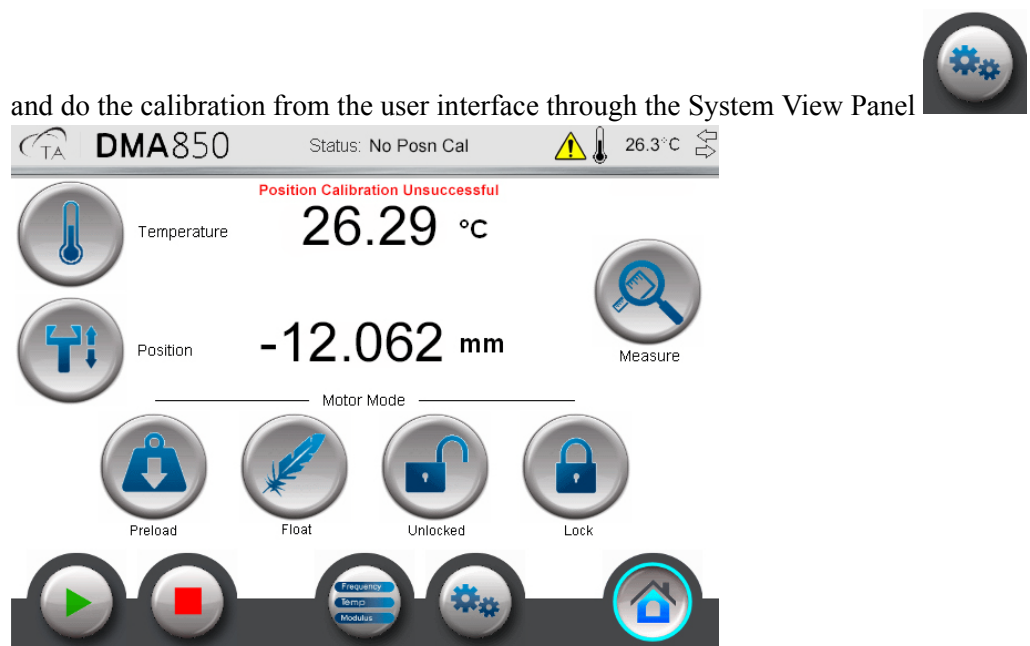 and do the calibration from the user interface through the System View Panel
TA DMA850 Status: No Posn Cal 26.3°C
Position Calibration Unsuccessful
Temperature 26.29 °C
Position -12.062 mm
Measure
Motor Mode
Preload Float Unlocked Lock
Frequency
Temp
Modulus